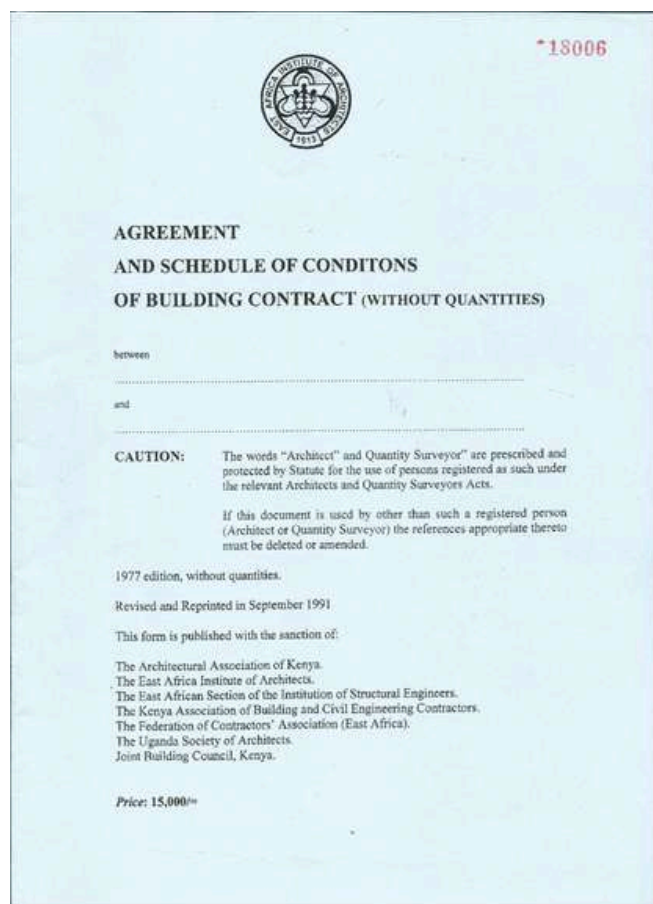 *18006
EAST AFRICA INSTITUTE OF ARCHITECTS
1913
AGREEMENT
AND SCHEDULE OF CONDITONS
OF BUILDING CONTRACT (WITHOUT QUANTITIES)
between
and
CAUTION: The words “Architect” and Quantity Surveyor” are prescribed and
protected by Statute for the use of persons registered as such under
the relevant Architects and Quantity Surveyors Acts.
If this document is used by other than such a registered person
(Architect or Quantity Surveyor) the references appropriate thereto
must be deleted or amended.
1977 edition, without quantities.
Revised and Reprinted in September 1991
This form is published with the sanction of:
The Architectural Association of Kenya.
The East Africa Institute of Architects.
The East African Section of the Institution of Structural Engineers.
The Kenya Association of Building and Civil Engineering Contractors.
The Federation of Contractors’ Association (East Africa).
The Uganda Society of Architects.
Joint Building Council, Kenya.
Price: 15,000/=